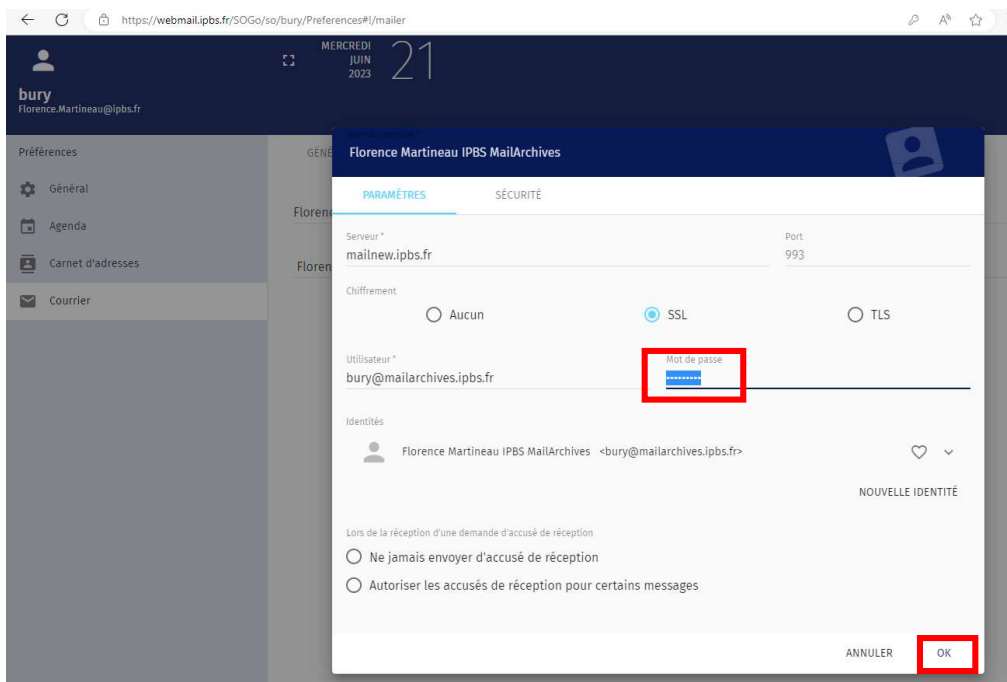 https://webmail.ipbs.fr/SOGo/so/bury/Preferences#!/mailer
MERCREDI
JUIN
2023
21
bury
Florence.Martineau@ipbs.fr
Préférences
Général
Agenda
Carnet d'adresses
Courrier
GÉNÉ
Floren
Floren
Florence Martineau IPBS MailArchives
PARAMÈTRES SÉCURITÉ
Serveur * Port
mailnew.ipbs.fr 993
Chiffrement
Aucun SSL TLS
Utilisateur * Mot de passe
bury@mailarchives.ipbs.fr ·········
Identités
Florence Martineau IPBS MailArchives <bury@mailarchives.ipbs.fr>
NOUVELLE IDENTITÉ
Lors de la réception d'une demande d'accusé de réception
Ne jamais envoyer d'accusé de réception
Autoriser les accusés de réception pour certains messages
ANNULER OK